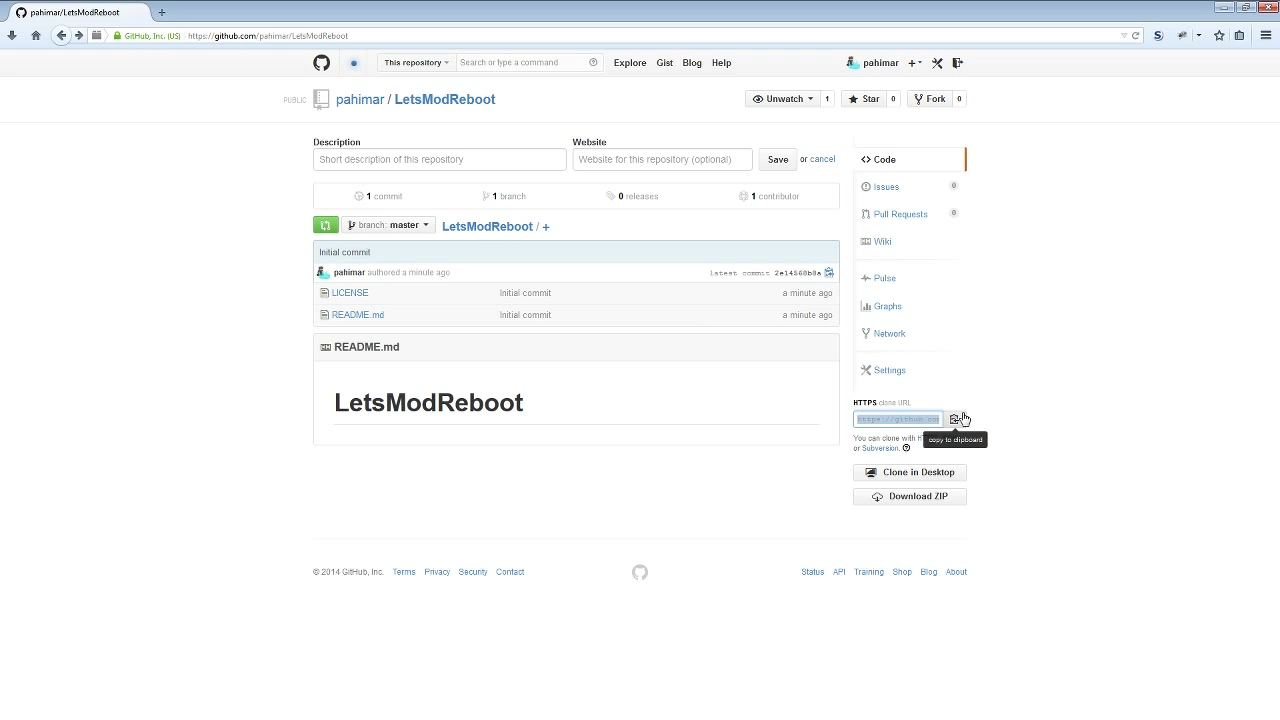 pahimar/LetsModReboot
GitHub, Inc. (US) https://github.com/pahimar/LetsModReboot
This repository Search or type a command Explore Gist Blog Help pahimar
PUBLIC pahimar / LetsModReboot Unwatch 1 Star 0 Fork 0
Description Website
Short description of this repository Website for this repository (optional) Save or cancel
1 commit 1 branch 0 releases 1 contributor
branch: master LetsModReboot / +
Initial commit
pahimar authored a minute ago latest commit
LICENSE Initial commit a minute ago
README.md Initial commit a minute ago
README.md
LetsModReboot
Code
Issues 0
Pull Requests 0
Wiki
Pulse
Graphs
Network
Settings
HTTPS clone URL
https://github.com
copy to clipboard
You can clone with
or Subversion.
Clone in Desktop
Download ZIP
© 2014 GitHub, Inc. Terms Privacy Security Contact Status API Training Shop Blog About